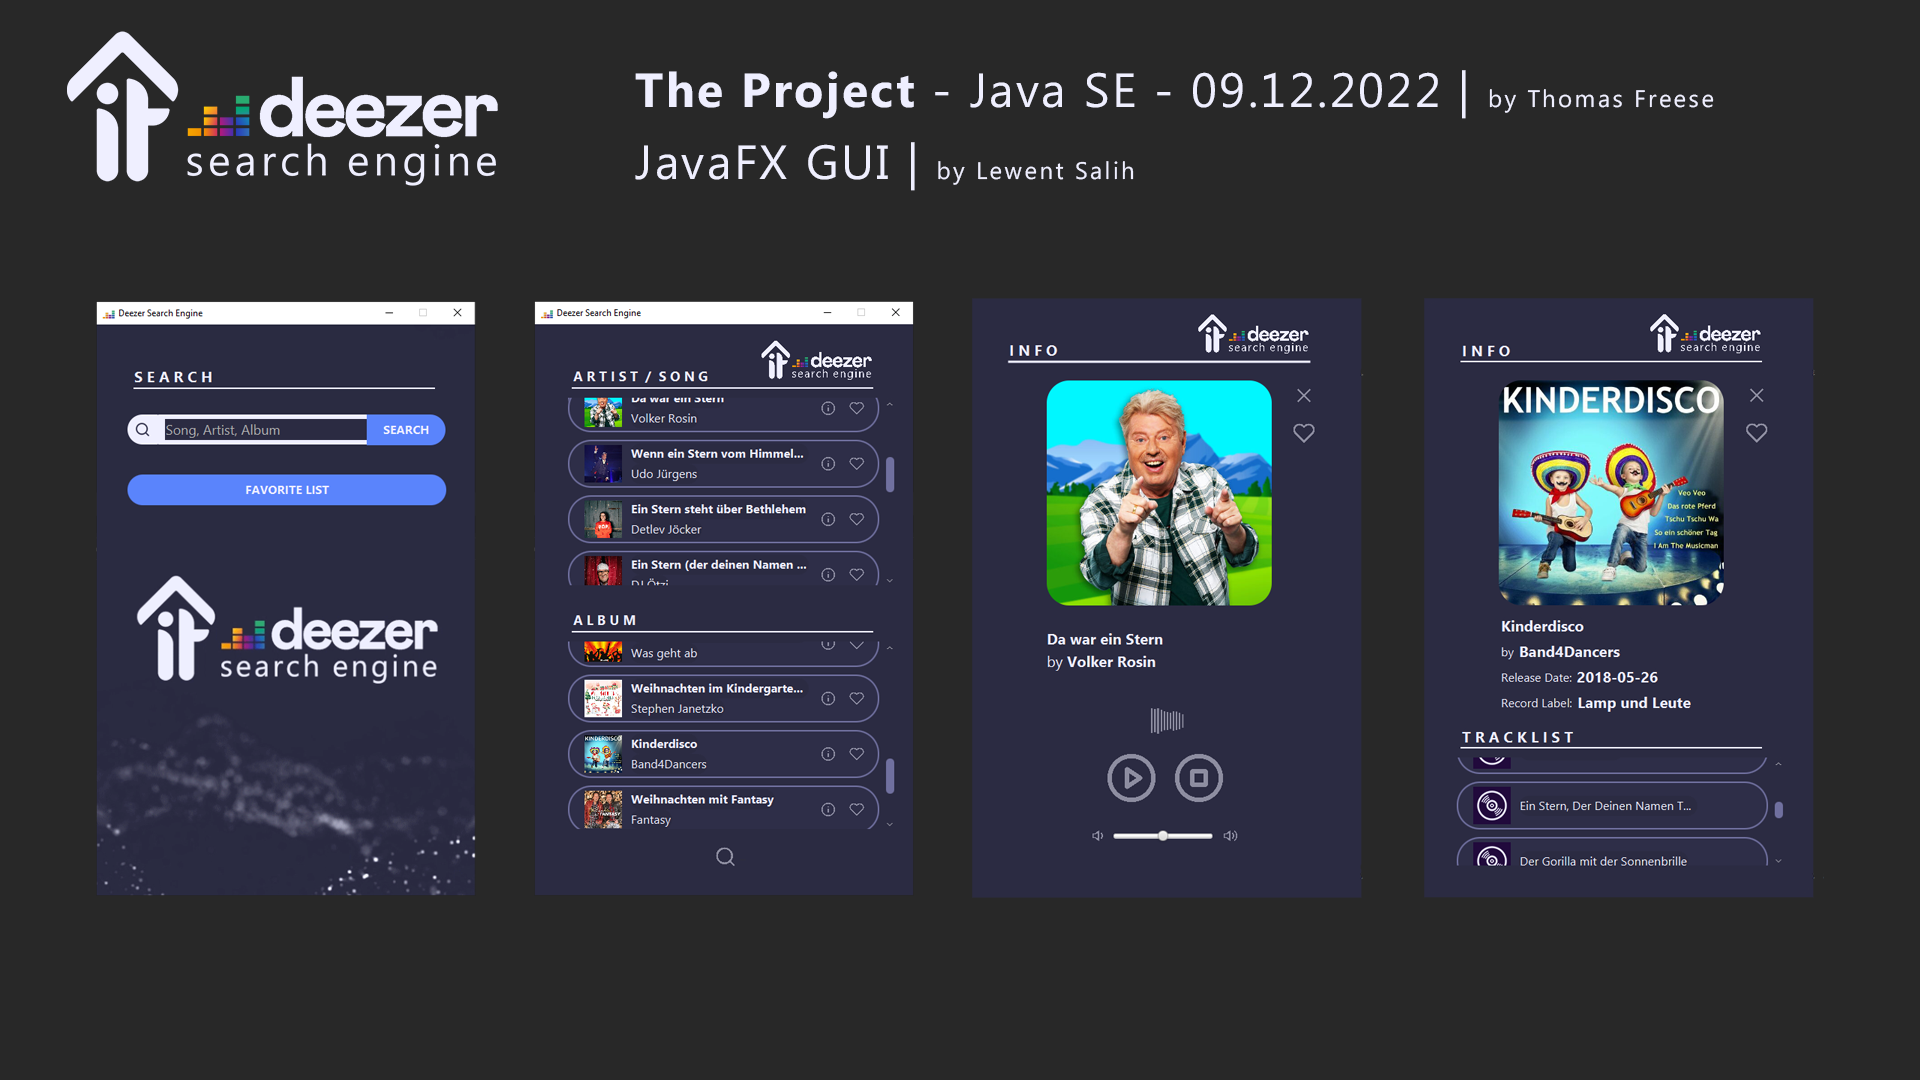 if deezer
search engine
The Project - Java SE - 09.12.2022 | by Thomas Freese
JavaFX GUI | by Lewent Salih
Deezer Search Engine
SEARCH
Song, Artist, Album
SEARCH
FAVORITE LIST
if deezer
search engine
Deezer Search Engine
if deezer
search engine
ARTIST / SONG
Da war ein Stern
Volker Rosin
Wenn ein Stern vom Himmel...
Udo Jürgens
Ein Stern steht über Bethlehem
Detlev Jöcker
Ein Stern (der deinen Namen ...
DJ Ötzi
ALBUM
Was geht ab
Weihnachten im Kindergarte...
Stephen Janetzko
KINDERDISCO
Kinderdisco
Band4Dancers
FANTASY
Weihnachten mit Fantasy
Fantasy
if deezer
search engine
INFO
Da war ein Stern
by Volker Rosin
if deezer
search engine
INFO
KINDERDISCO
Veo Veo
Das rote Pferd
Tschu Tschu Wa
So ein schöner Tag
I Am The Musicman
Kinderdisco
by Band4Dancers
Release Date: 2018-05-26
Record Label: Lamp und Leute
TRACKLIST
Ein Stern, Der Deinen Namen T...
Der Gorilla mit der Sonnenbrille